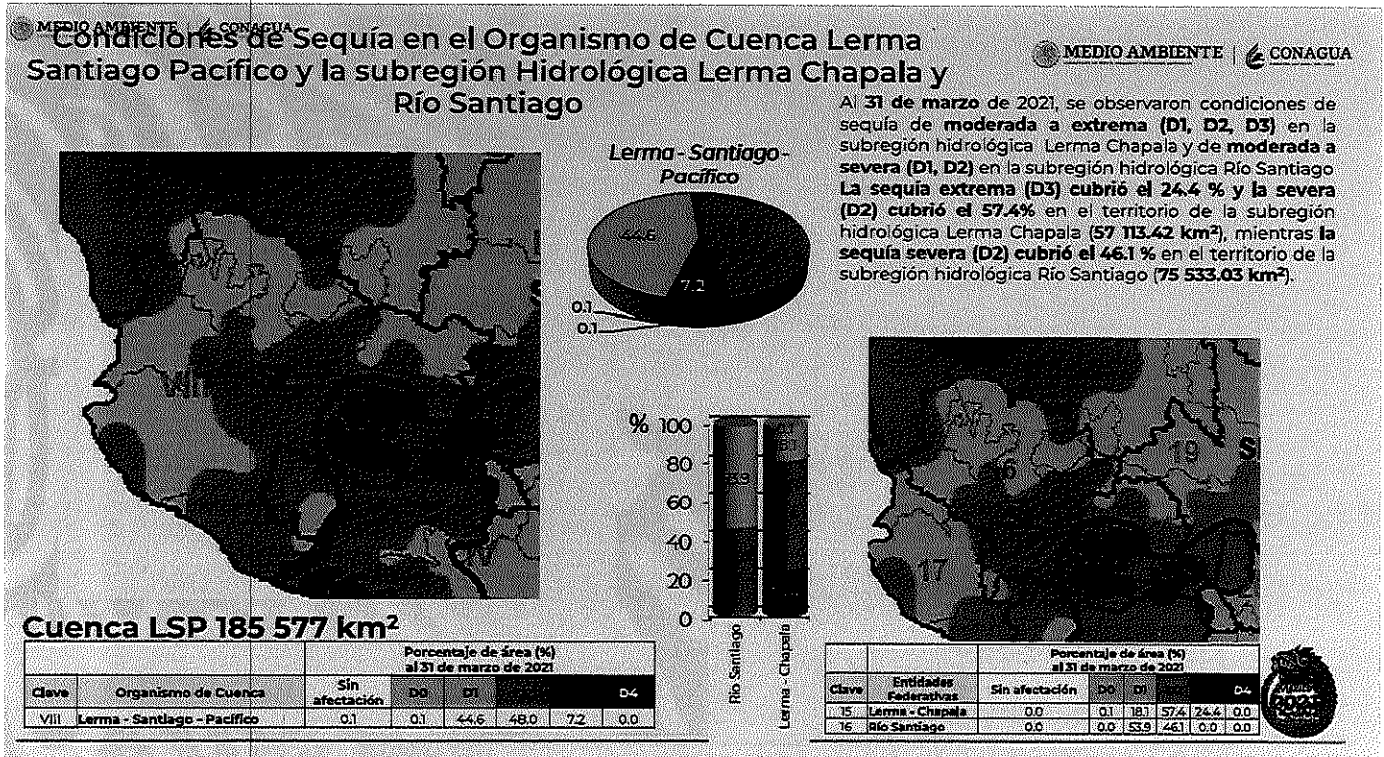 MEDIO AMBIENTE | CONAGUA
Condiciones de Sequía en el Organismo de Cuenca Lerma
Santiago Pacífico y la subregión Hidrológica Lerma Chapala y
Río Santiago
MEDIO AMBIENTE | CONAGUA
Al 31 de marzo de 2021, se observaron condiciones de
sequía de moderada a extrema (D1, D2, D3) en la
subregión hidrológica Lerma Chapala y de moderada a
severa (D1, D2) en la subregión hidrológica Río Santiago
La sequía extrema (D3) cubrió el 24.4 % y la severa
(D2) cubrió el 57.4% en el territorio de la subregión
hidrológica Lerma Chapala (57 113.42 km²), mientras la
sequía severa (D2) cubrió el 46.1 % en el territorio de la
subregión hidrológica Río Santiago (75 533.03 km²).
Lerma - Santiago -
Pacífico
44.6
7.2
0.1
0.1
VIII
% 100
80
60
40
20
0
53.9
Río Santiago
Lerma - Chapala
19
S
16
17
Cuenca LSP 185 577 km²
Porcentaje de área (%)
al 31 de marzo de 2021
Clave Organismo de Cuenca Sin afectación D0 D1 D4
VIII Lerma - Santiago - Pacífico 0.1 0.1 44.6 48.0 7.2 0.0
Porcentaje de área (%)
al 31 de marzo de 2021
Clave Entidades Federativas Sin afectación D0 D1 D4
15 Lerma - Chapala 0.0 0.1 18.1 57.4 24.4 0.0
16 Río Santiago 0.0 0.0 53.9 46.1 0.0 0.0